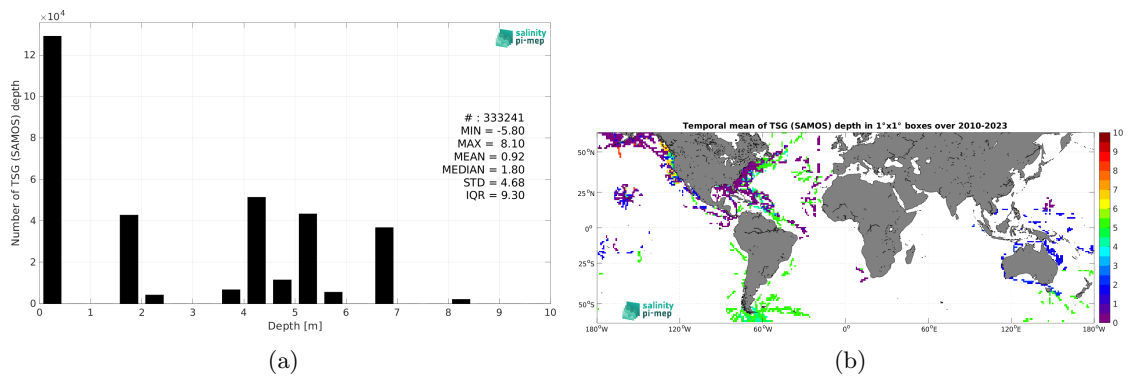 ×10⁴
12
10
8
6
4
2
0
Number of TSG (SAMOS) depth
0 1 2 3 4 5 6 7 8 9 10
Depth [m]
salinity
pi-mep
# : 333241
MIN = -5.80
MAX = 8.10
MEAN = 0.92
MEDIAN = 1.80
STD = 4.68
IQR = 9.30
(a)
Temporal mean of TSG (SAMOS) depth in 1°x1° boxes over 2010-2023
50°N
25°N
0°
25°S
50°S
180°W 120°W 60°W 0° 60°E 120°E 180°E
salinity
pi-mep
10
9
8
7
6
5
4
3
2
1
0
(b)